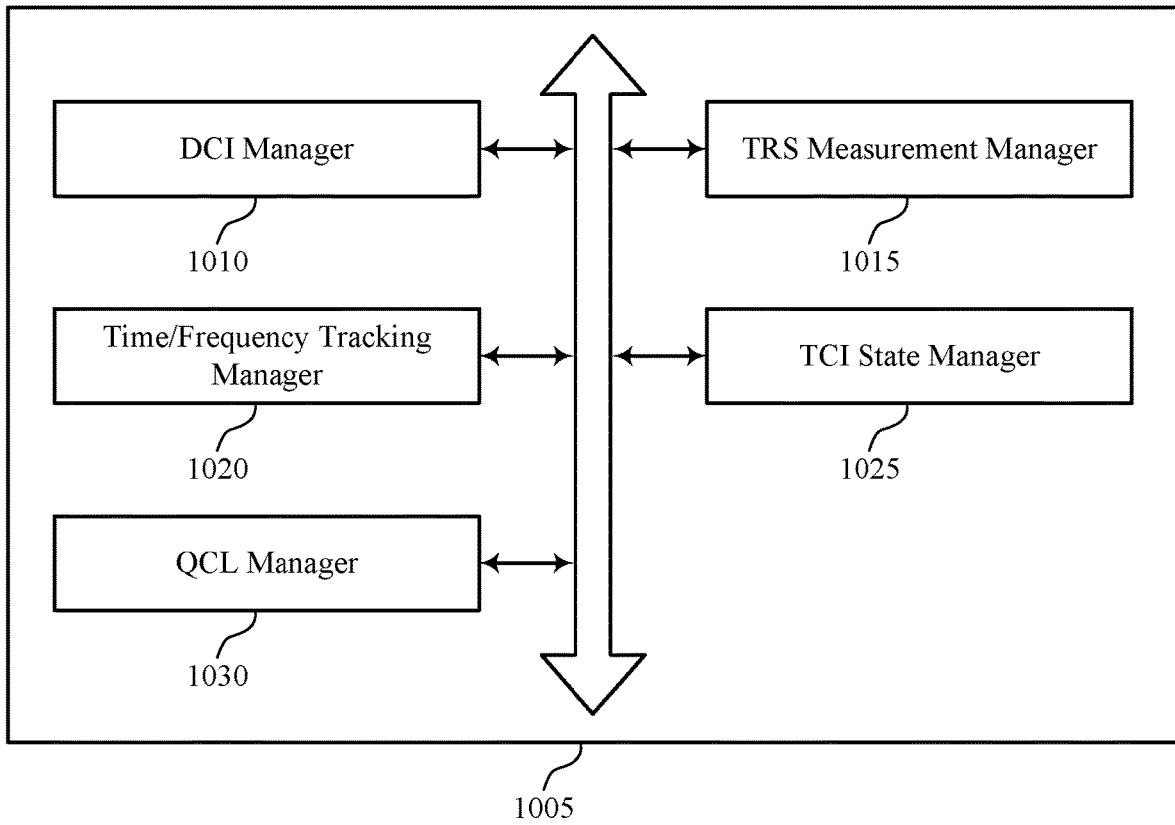 DCI Manager
1010
TRS Measurement Manager
1015
Time/Frequency Tracking
Manager
1020
TCI State Manager
1025
QCL Manager
1030
1005